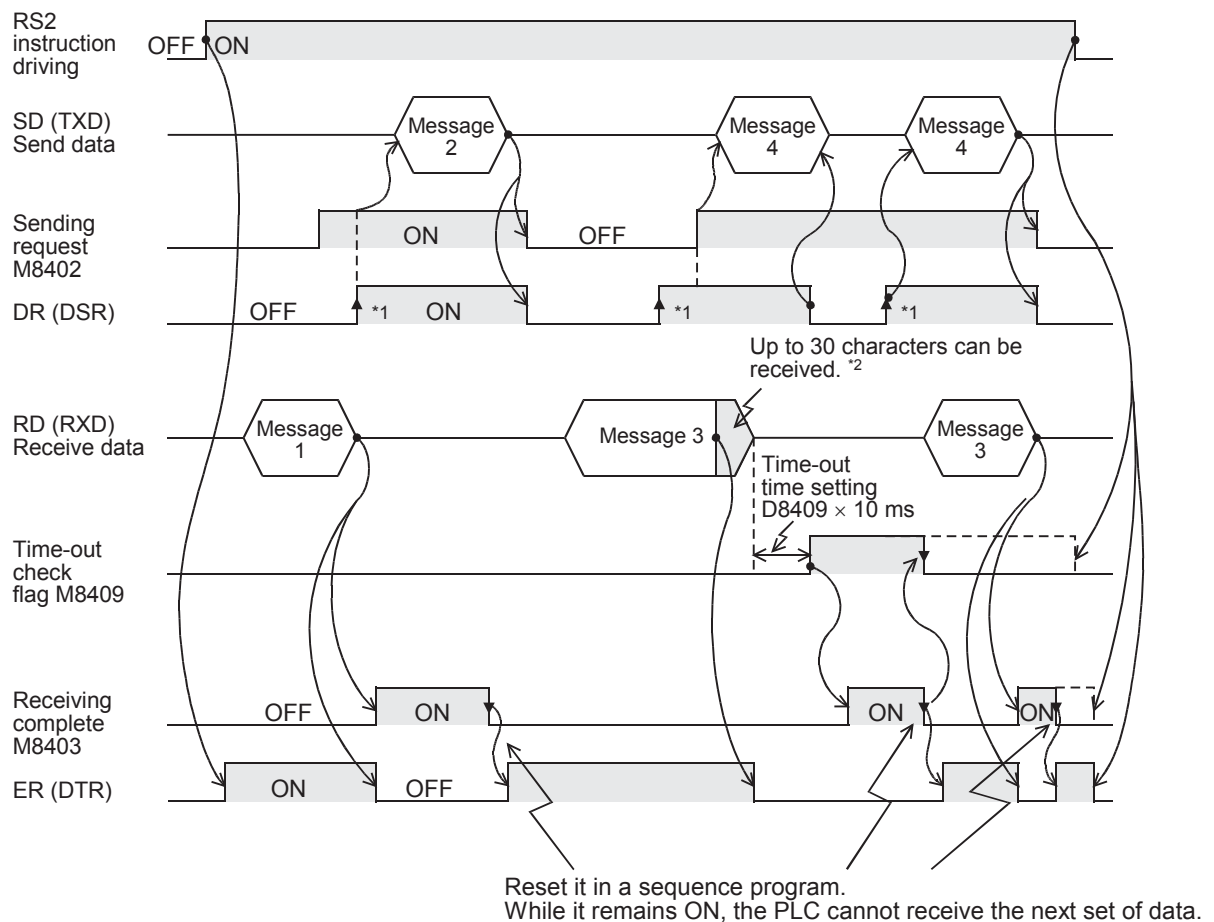 RS2
instruction
driving
OFF
ON
SD (TXD)
Send data
Message
2
Message
4
Message
4
Sending
request
M8402
ON
OFF
DR (DSR)
OFF
*1
ON
*1
*1
Up to 30 characters can be
received. *2
RD (RXD)
Receive data
Message
1
Message 3
Message
3
Time-out
time setting
D8409 × 10 ms
Time-out
check
flag M8409
Receiving
complete
M8403
OFF
ON
ON
ON
ER (DTR)
ON
OFF
Reset it in a sequence program.
While it remains ON, the PLC cannot receive the next set of data.